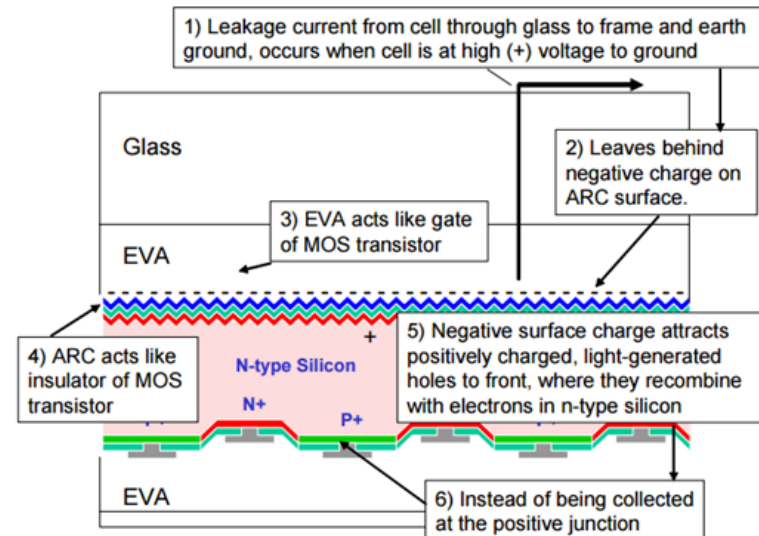 1) Leakage current from cell through glass to frame and earth
ground, occurs when cell is at high (+) voltage to ground
Glass
2) Leaves behind
negative charge on
ARC surface.
3) EVA acts like gate
of MOS transistor
EVA
+
4) ARC acts like
insulator of MOS
transistor
N-type Silicon
N+
P+
5) Negative surface charge attracts
positively charged, light-generated
holes to front, where they recombine
with electrons in n-type silicon
EVA
6) Instead of being collected
at the positive junction